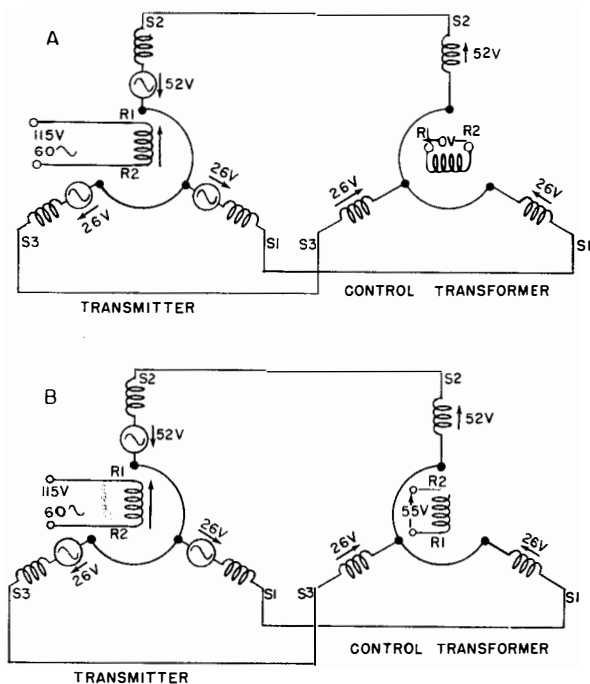 A
S2
S2
52V
52V
R1
115V
60~
R2
R1
0V
R2
26V
26V
26V
26V
S3
S1
S3
S1
TRANSMITTER
CONTROL TRANSFORMER
B
S2
S2
52V
52V
R1
115V
60~
R2
R2
55V
R1
26V
26V
26V
26V
S3
S1
S3
S1
TRANSMITTER
CONTROL TRANSFORMER